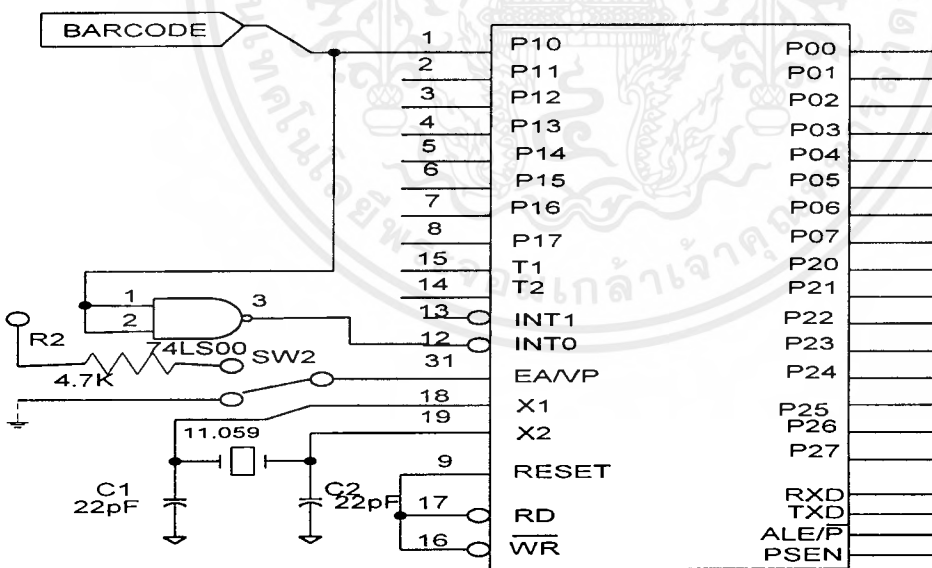 BARCODE
1
P10
2
P11
3
P12
4
P13
5
P14
6
P15
7
P16
8
P17
15
T1
14
T2
13
INT1
12
INT0
31
EA/VP
18
X1
19
X2
9
RESET
17
RD
16
WR
P00
P01
P02
P03
P04
P05
P06
P07
P20
P21
P22
P23
P24
P25
P26
P27
RXD
TXD
ALE/P
PSEN
1
2
3
74LS00
R2
4.7K
SW2
11.059
C1
22pF
C2
22pF